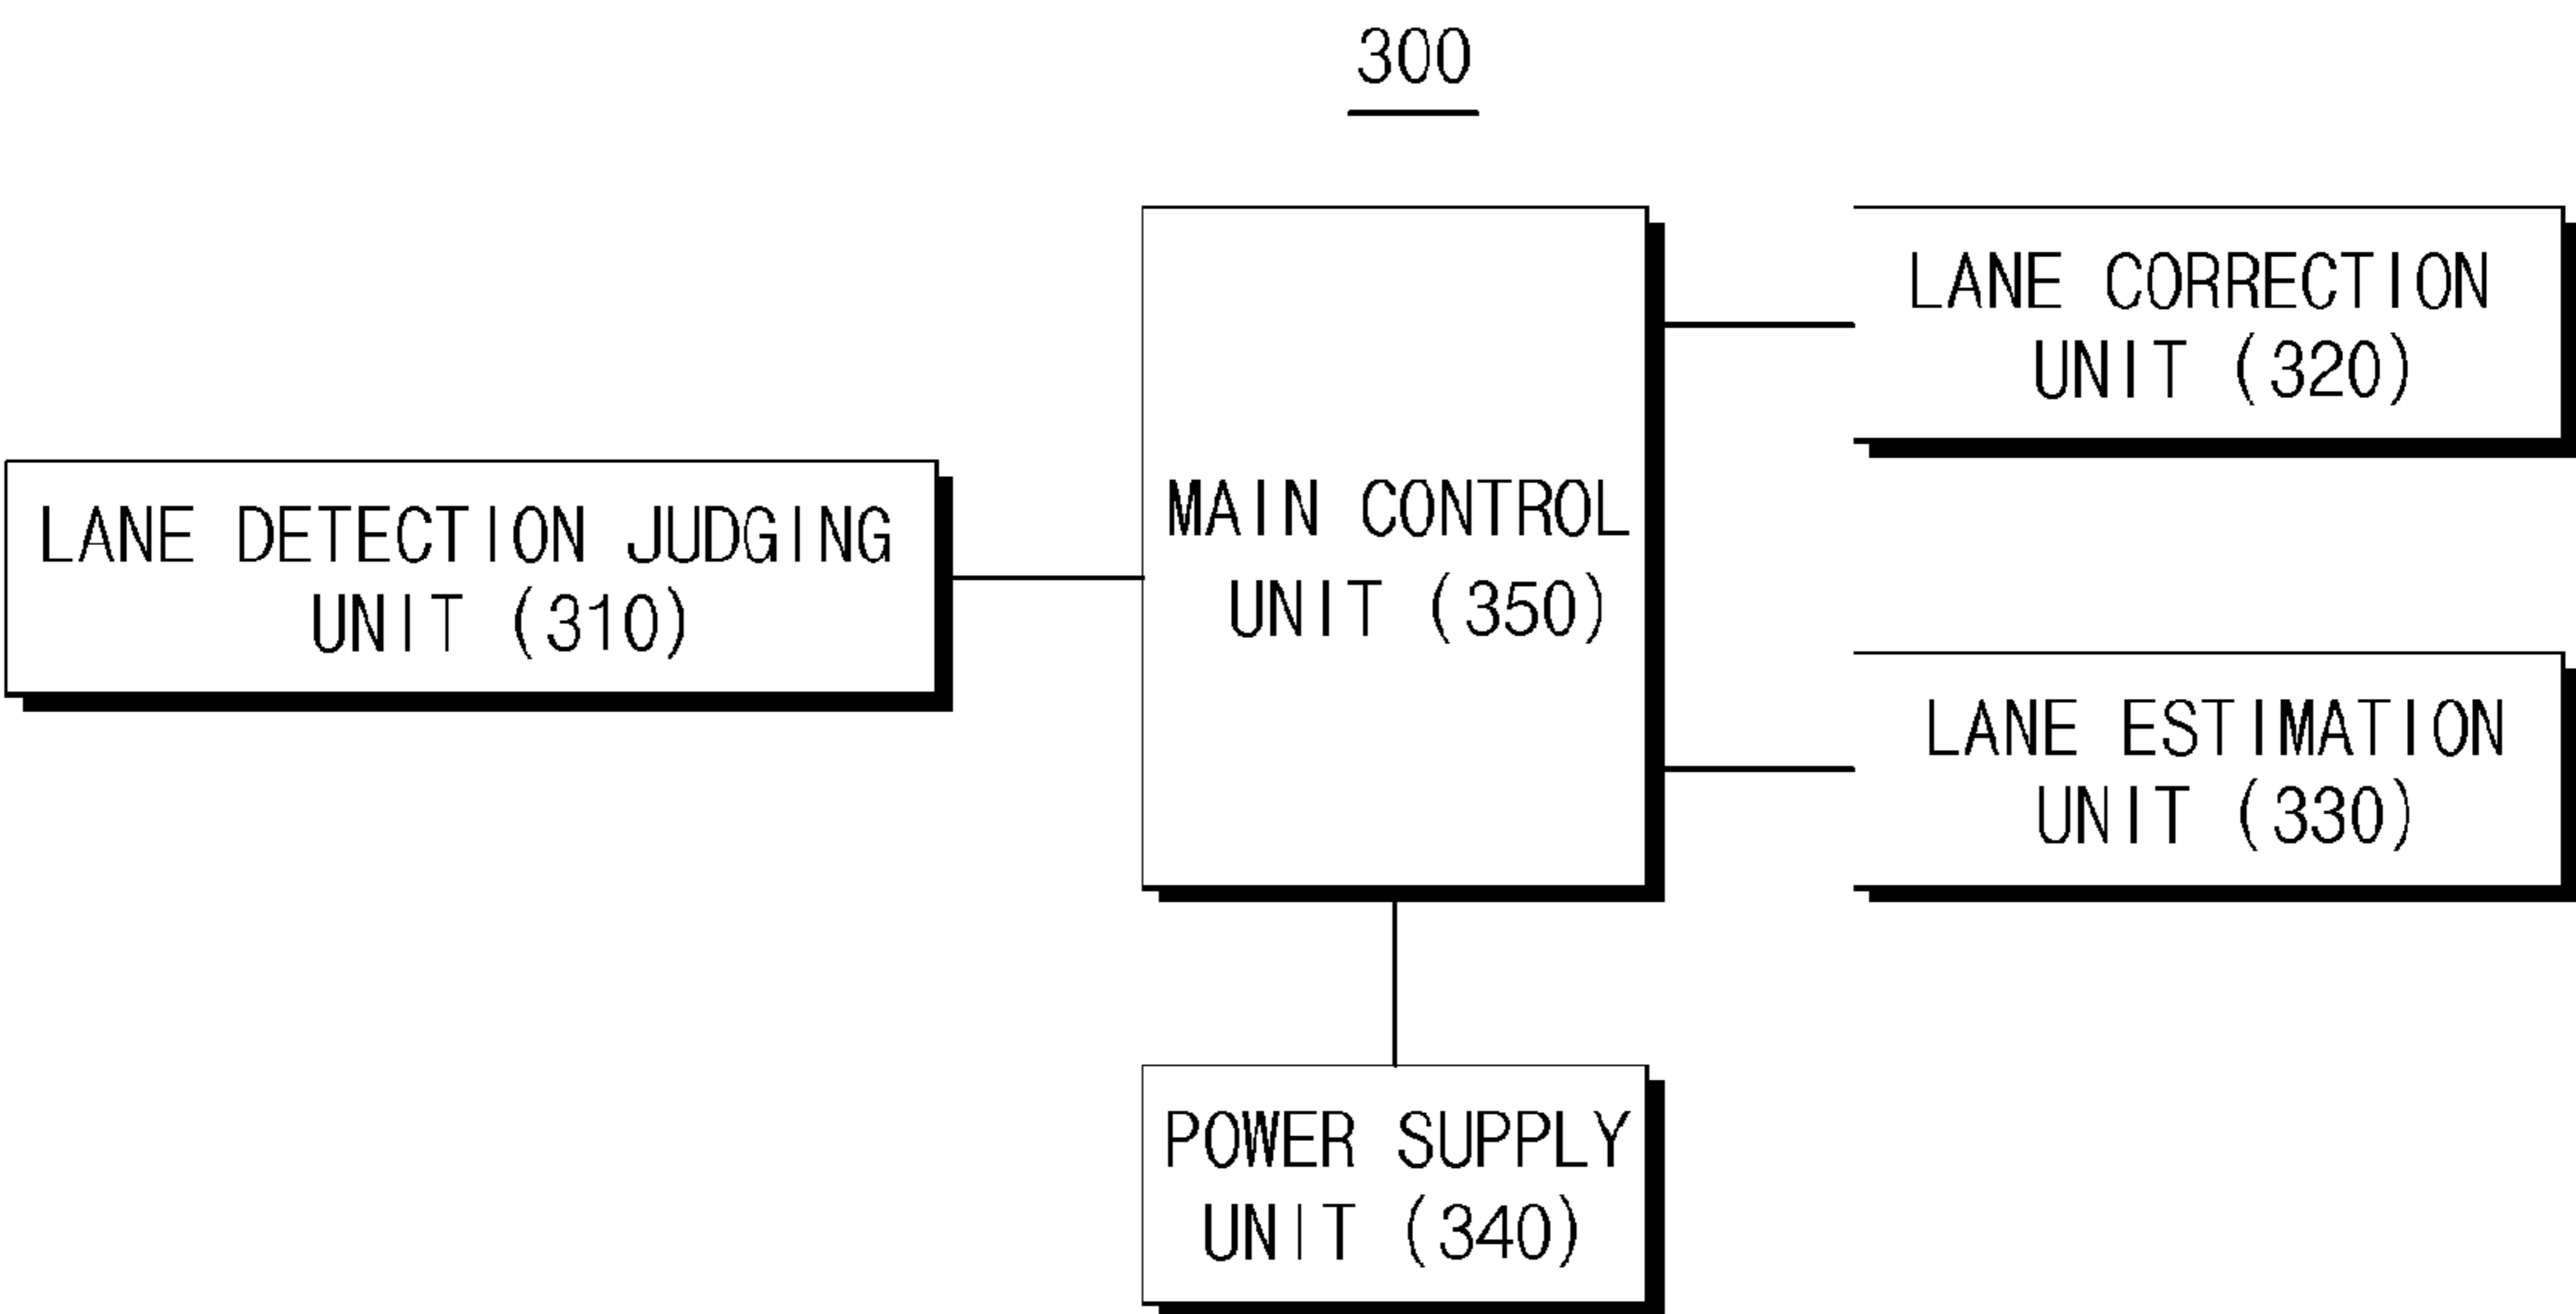 300
LANE CORRECTION
UNIT (320)
LANE DETECTION JUDGING
UNIT (310)
MAIN CONTROL
UNIT (350)
LANE ESTIMATION
UNIT (330)
POWER SUPPLY
UNIT (340)